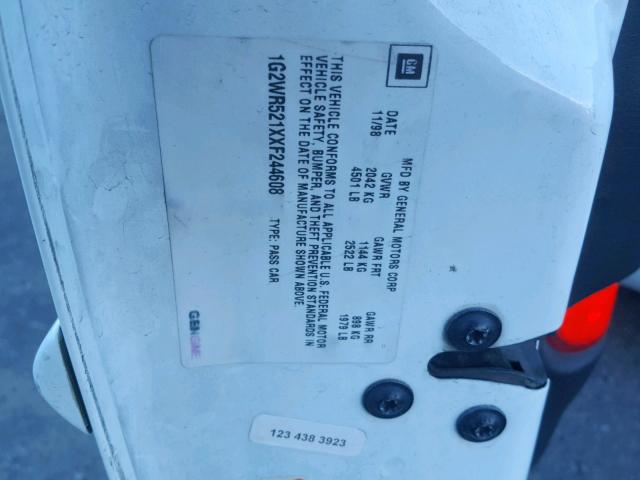 GM
MFD BY GENERAL MOTORS CORP
DATE GVWR GAWR FRT GAWR RR
11/98 2042 KG 1144 KG 898 KG
4501 LB 2522 LB 1979 LB
THIS VEHICLE CONFORMS TO ALL APPLICABLE U.S. FEDERAL MOTOR
VEHICLE SAFETY, BUMPER, AND THEFT PREVENTION STANDARDS IN
EFFECT ON THE DATE OF MANUFACTURE SHOWN ABOVE.
1G2WR521XXF244608 TYPE: PASS CAR
123 438 3923